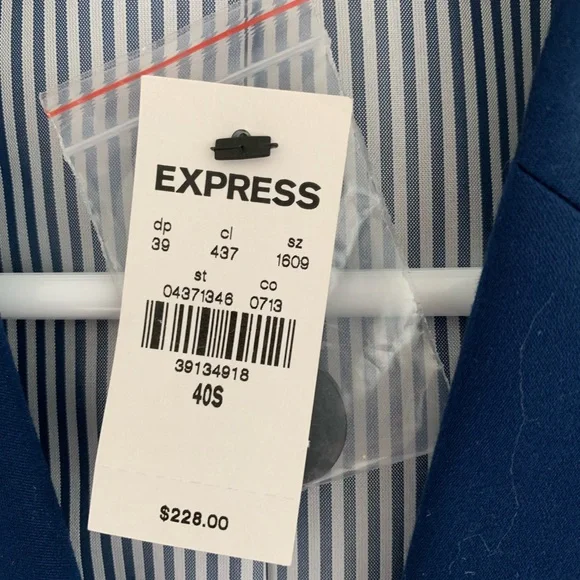 EXPRESS
dp cl sz
39 437 1609
st co
04371346 0713
39134918
40S
$228.00